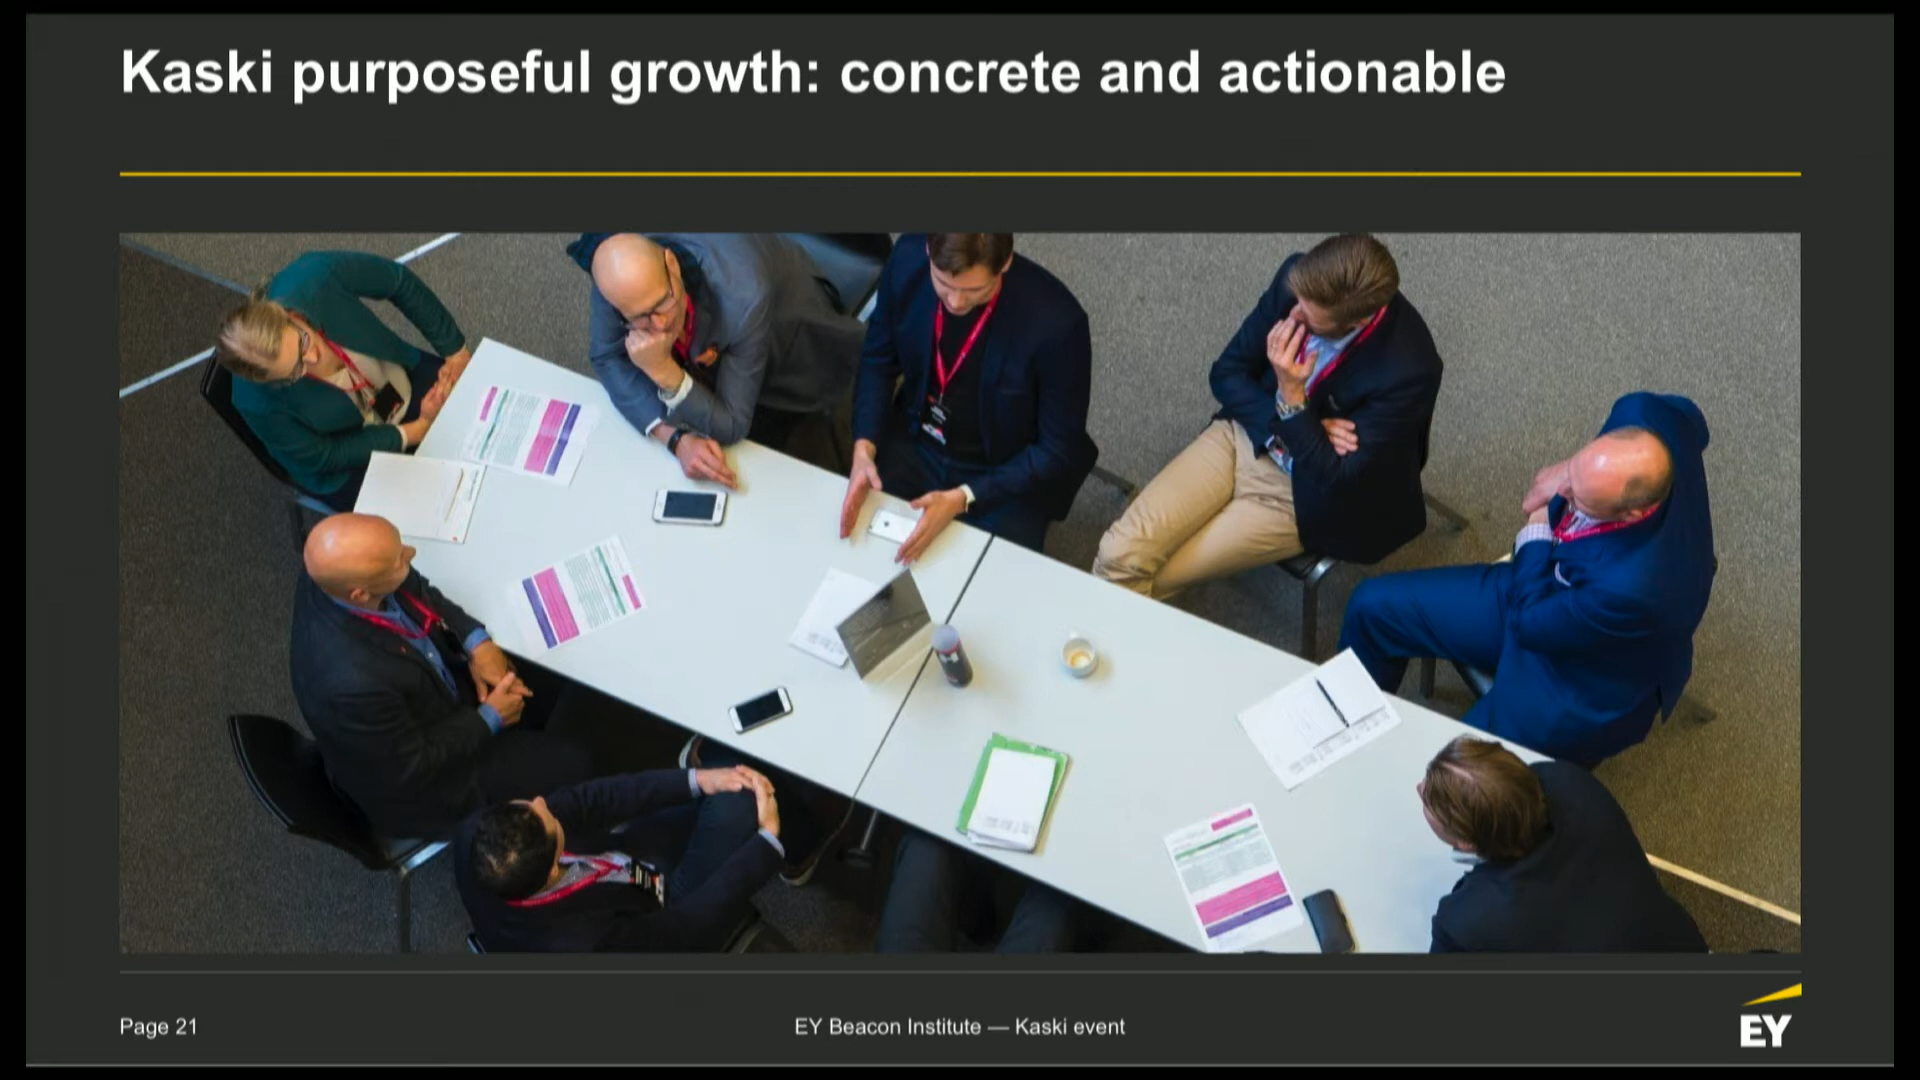 Kaski purposeful growth: concrete and actionable
Page 21
EY Beacon Institute — Kaski event
EY